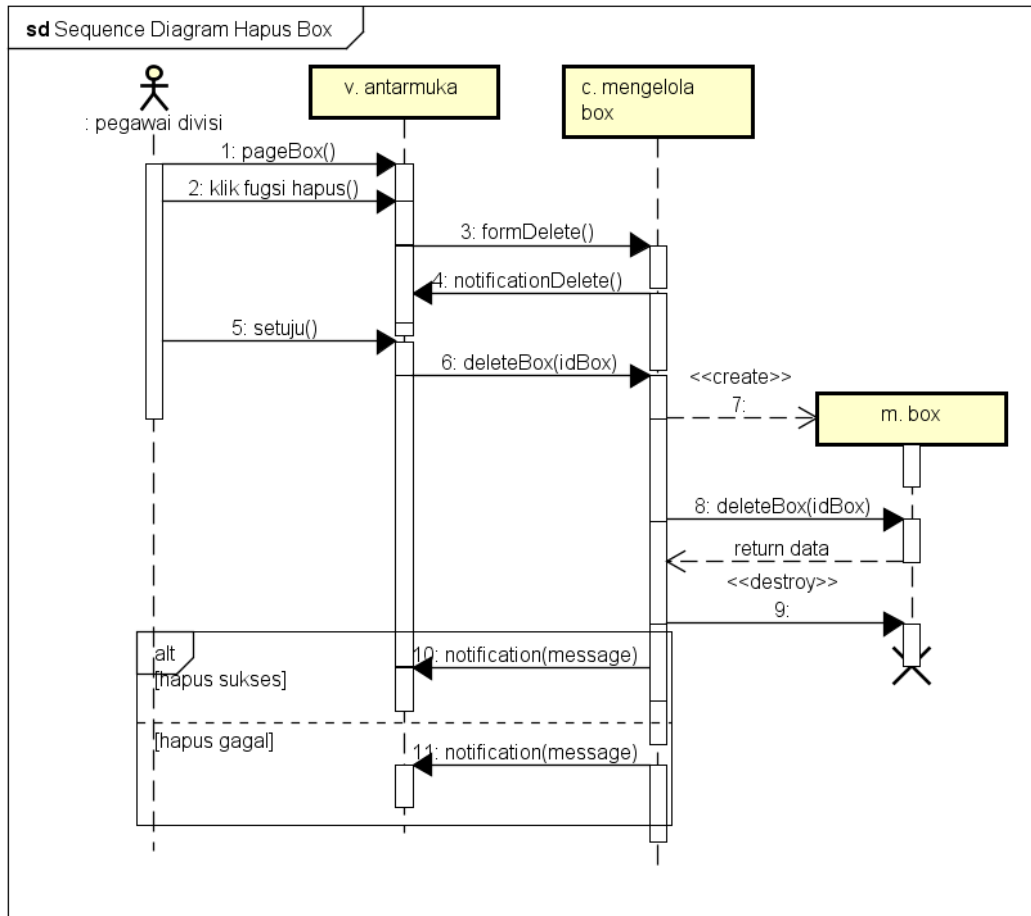 sd Sequence Diagram Hapus Box
v. antarmuka
c. mengelola
box
: pegawai divisi
1: pageBox()
2: klik fugsi hapus()
3: formDelete()
4: notificationDelete()
5: setuju()
6: deleteBox(idBox)
<<create>>
7:
m. box
8: deleteBox(idBox)
return data
<<destroy>>
9:
alt
10: notification(message)
[hapus sukses]
[hapus gagal]
11: notification(message)